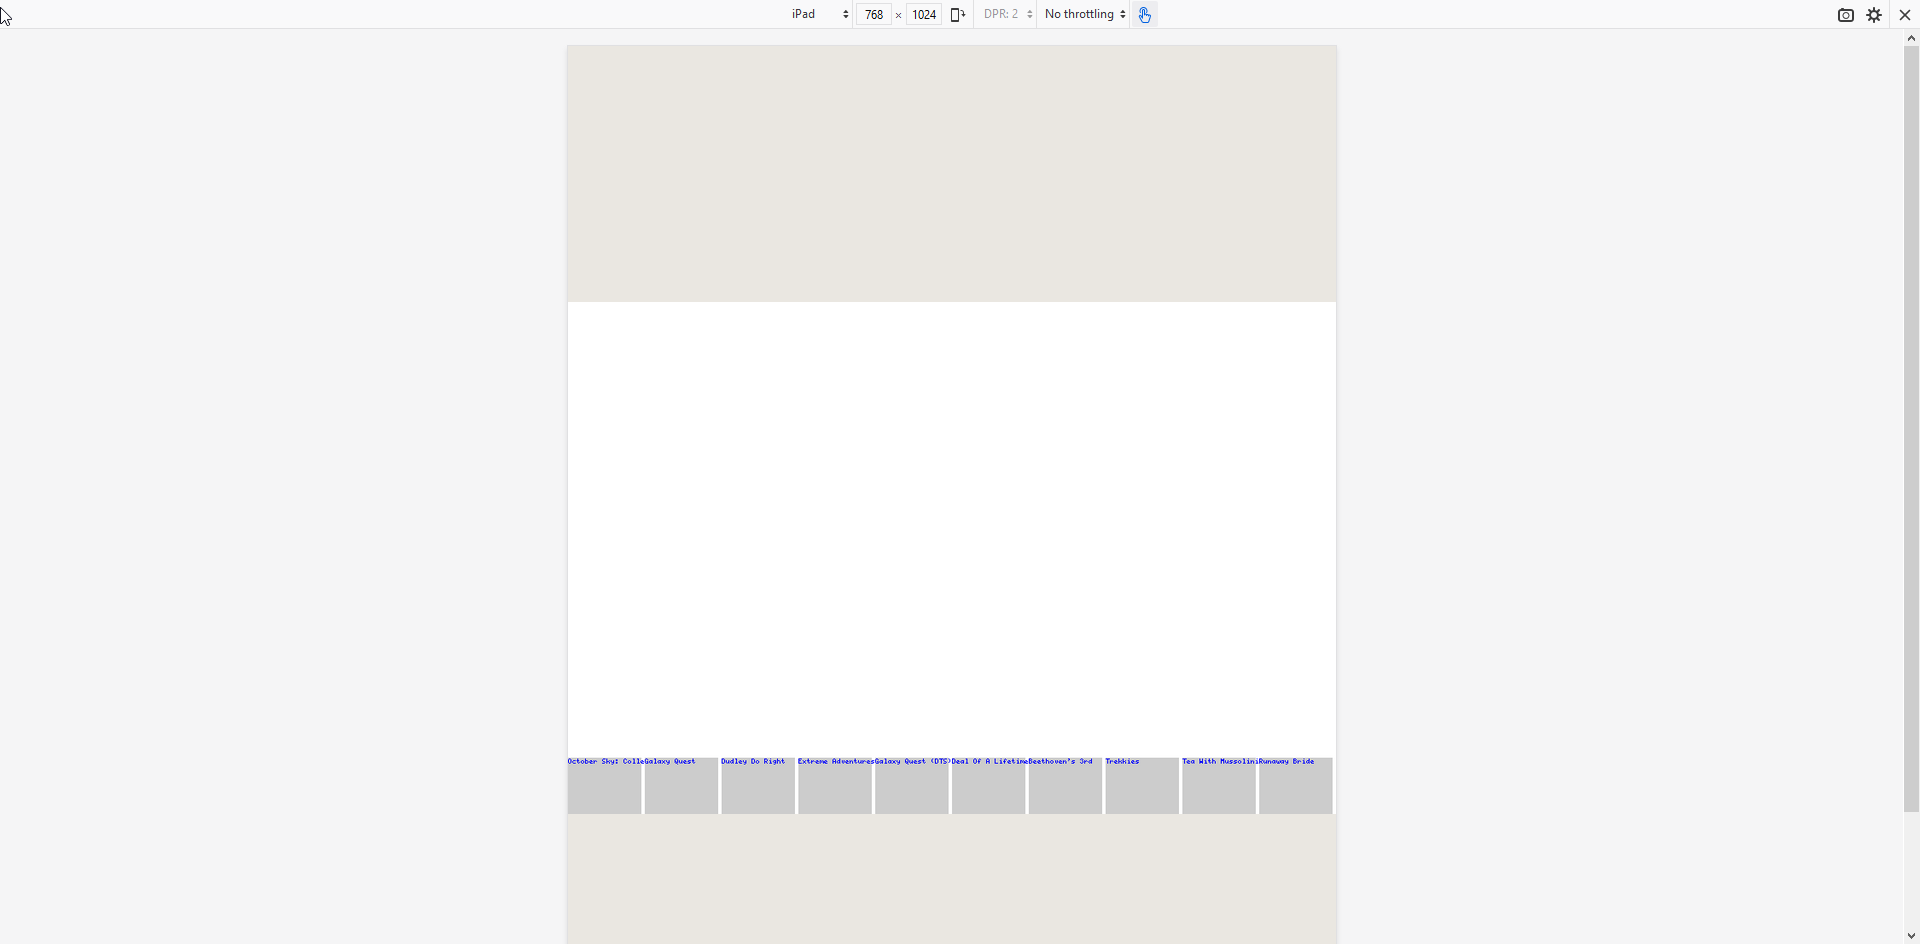 iPad 768 × 1024 DPR: 2 No throttling
October Sky: Colle Galaxy Quest Dudley Do Right Extreme Adventures Galaxy Quest (DTS) Deal Of A Lifetime Beethoven's 3rd Trekkies Tea With Mussolini Runaway Bride